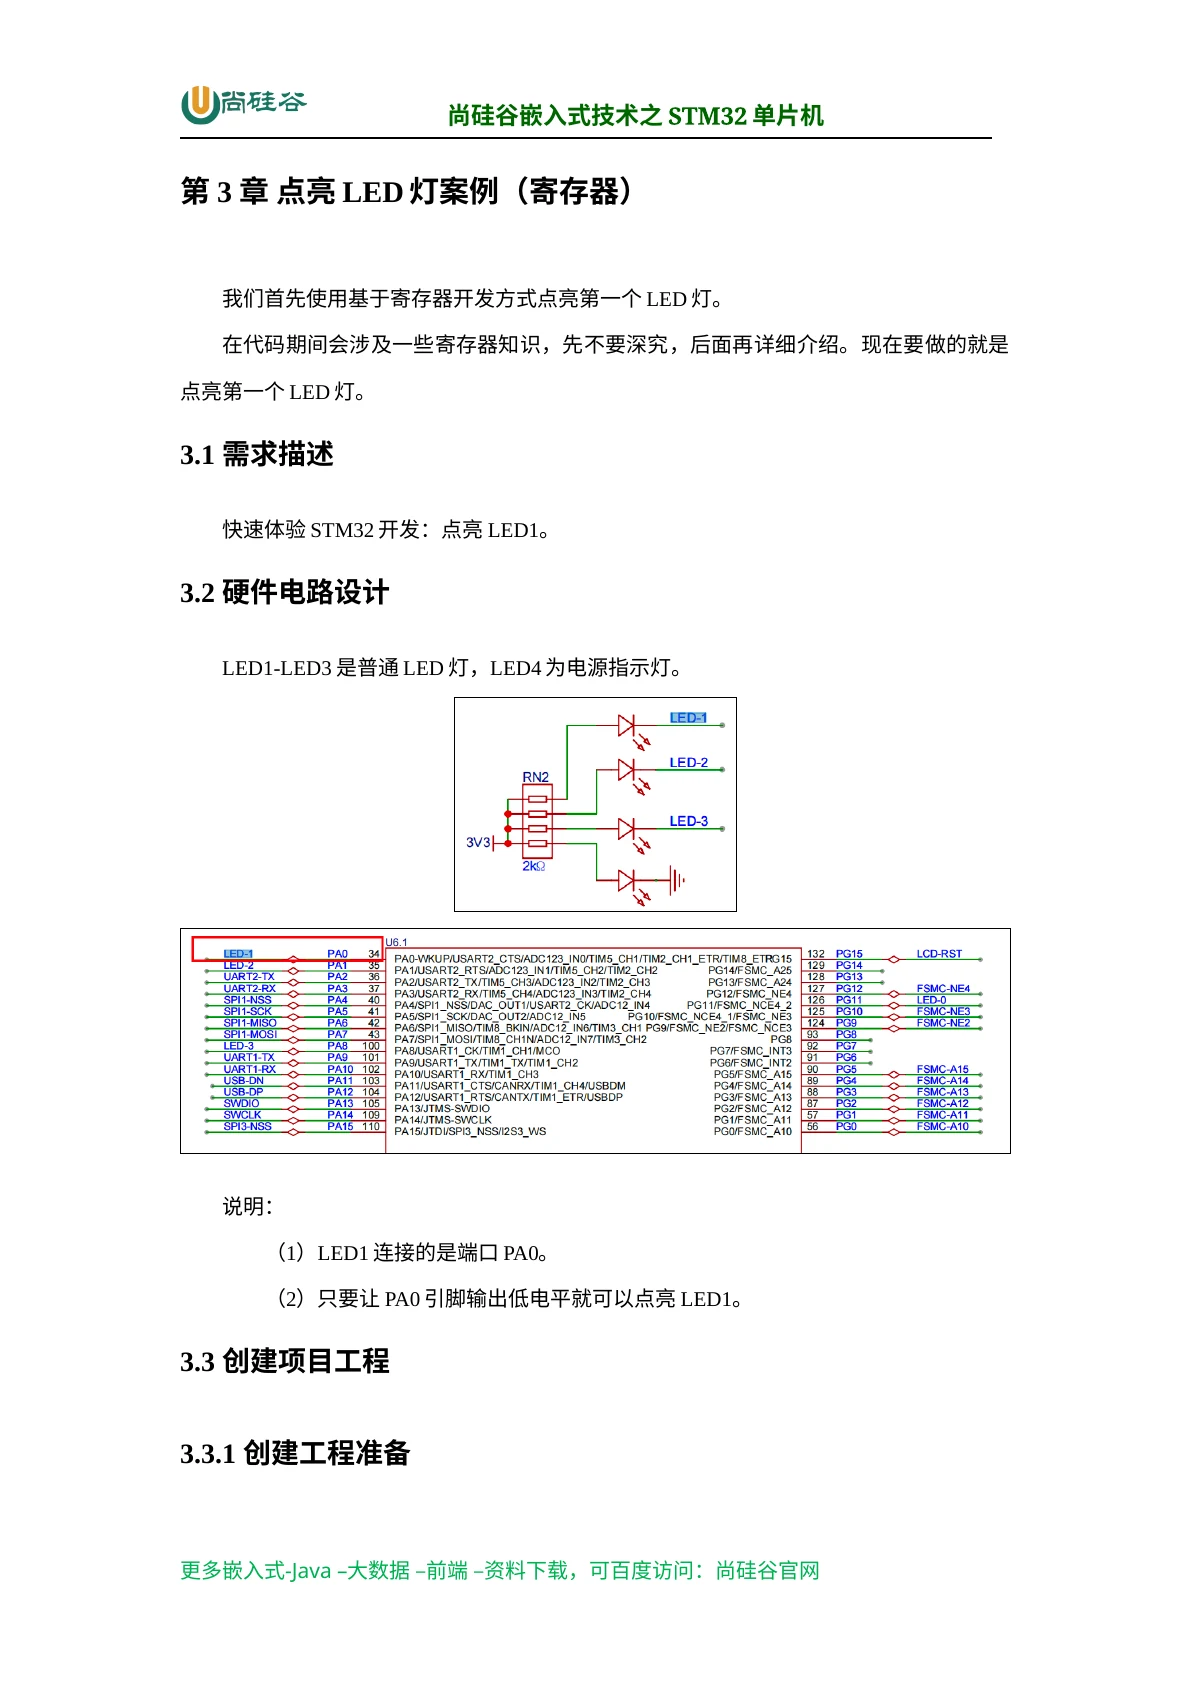 尚硅谷
尚硅谷嵌入式技术之 STM32 单片机
第 3 章 点亮 LED 灯案例（寄存器）
我们首先使用基于寄存器开发方式点亮第一个 LED 灯。
在代码期间会涉及一些寄存器知识，先不要深究，后面再详细介绍。现在要做的就是
点亮第一个 LED 灯。
3.1 需求描述
快速体验 STM32 开发：点亮 LED1。
3.2 硬件电路设计
LED1-LED3 是普通 LED 灯，LED4 为电源指示灯。
LED-1
LED-2
RN2
LED-3
3V3
2kΩ
U6.1
LED-1 PA0 34 PA0-WKUP/USART2_CTS/ADC123_IN0/TIM5_CH1/TIM2_CH1_ETR/TIM8_ETR PG15 132 PG15 LCD-RST
LED-2 PA1 35 PA1/USART2_RTS/ADC123_IN1/TIM5_CH2/TIM2_CH2 PG14/FSMC_A25 129 PG14
UART2-TX PA2 36 PA2/USART2_TX/TIM5_CH3/ADC123_IN2/TIM2_CH3 PG13/FSMC_A24 128 PG13
UART2-RX PA3 37 PA3/USART2_RX/TIM5_CH4/ADC123_IN3/TIM2_CH4 PG12/FSMC_NE4 127 PG12 FSMC-NE4
SPI1-NSS PA4 40 PA4/SPI1_NSS/DAC_OUT1/USART2_CK/ADC12_IN4 PG11/FSMC_NCE4_2 126 PG11 LED-0
SPI1-SCK PA5 41 PA5/SPI1_SCK/DAC_OUT2/ADC12_IN5 PG10/FSMC_NCE4_1/FSMC_NE3 125 PG10 FSMC-NE3
SPI1-MISO PA6 42 PA6/SPI1_MISO/TIM8_BKIN/ADC12_IN6/TIM3_CH1 PG9/FSMC_NE2/FSMC_NCE3 124 PG9 FSMC-NE2
SPI1-MOSI PA7 43 PA7/SPI1_MOSI/TIM8_CH1N/ADC12_IN7/TIM3_CH2 PG8 93 PG8
LED-3 PA8 100 PA8/USART1_CK/TIM1_CH1/MCO PG7/FSMC_INT3 92 PG7
UART1-TX PA9 101 PA9/USART1_TX/TIM1_TX/TIM1_CH2 PG6/FSMC_INT2 91 PG6
UART1-RX PA10 102 PA10/USART1_RX/TIM1_CH3 PG5/FSMC_A15 90 PG5 FSMC-A15
USB-DN PA11 103 PA11/USART1_CTS/CANRX/TIM1_CH4/USBDM PG4/FSMC_A14 89 PG4 FSMC-A14
USB-DP PA12 104 PA12/USART1_RTS/CANTX/TIM1_ETR/USBDP PG3/FSMC_A13 88 PG3 FSMC-A13
SWDIO PA13 105 PA13/JTMS-SWDIO PG2/FSMC_A12 87 PG2 FSMC-A12
SWCLK PA14 109 PA14/JTMS-SWCLK PG1/FSMC_A11 57 PG1 FSMC-A11
SPI3-NSS PA15 110 PA15/JTDI/SPI3_NSS/I2S3_WS PG0/FSMC_A10 56 PG0 FSMC-A10
说明：
（1）LED1 连接的是端口 PA0。
（2）只要让 PA0 引脚输出低电平就可以点亮 LED1。
3.3 创建项目工程
3.3.1 创建工程准备
更多嵌入式-Java –大数据 –前端 –资料下载，可百度访问：尚硅谷官网